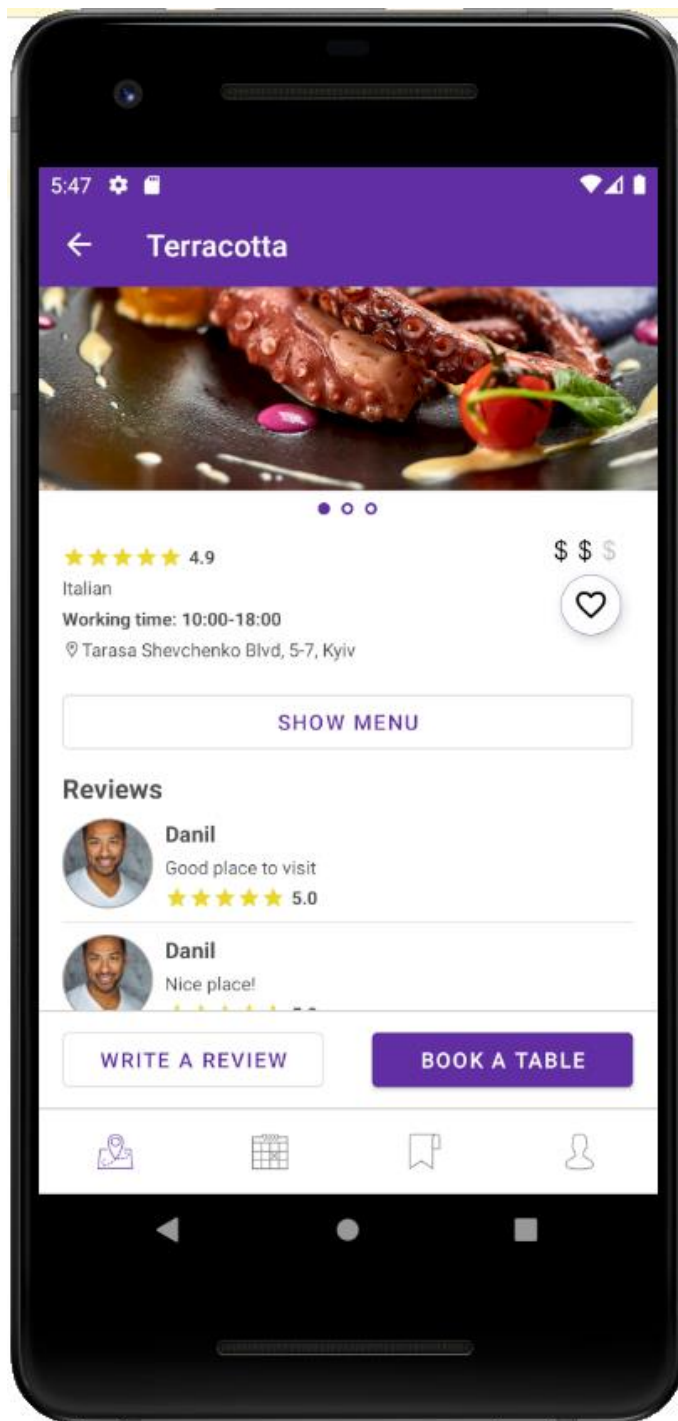 5:47
Terracotta
4.9
$ $ $
Italian
Working time: 10:00-18:00
Tarasa Shevchenko Blvd, 5-7, Kyiv
SHOW MENU
Reviews
Danil
Good place to visit
5.0
Danil
Nice place!
WRITE A REVIEW
BOOK A TABLE